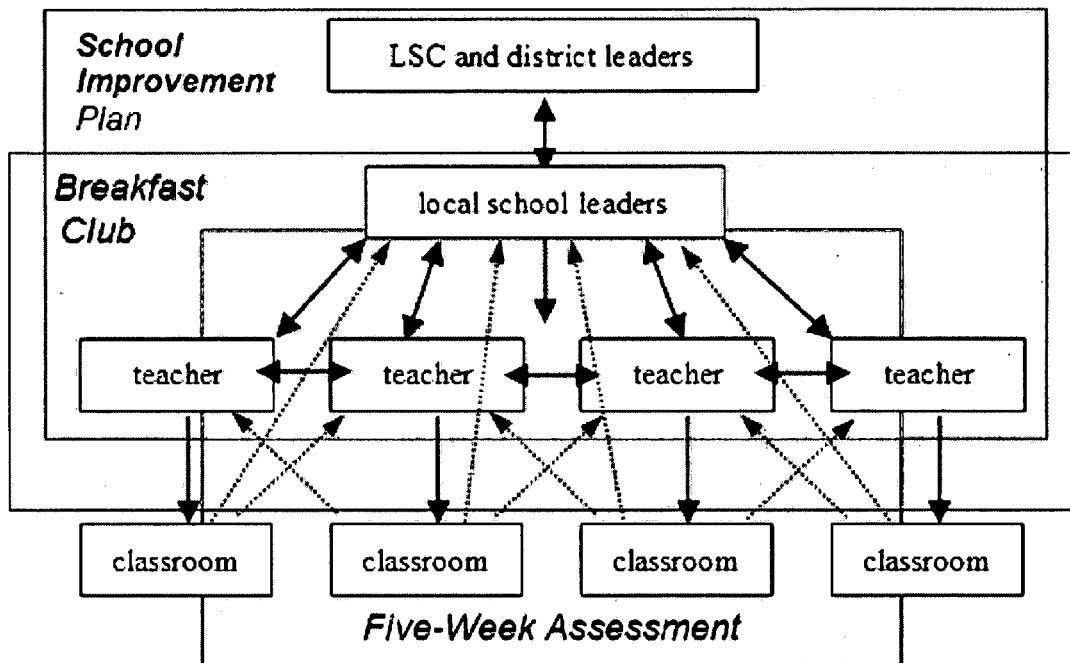 School
Improvement
Plan
LSC and district leaders
Breakfast
Club
local school leaders
teacher
teacher
teacher
teacher
classroom
classroom
classroom
classroom
Five-Week Assessment